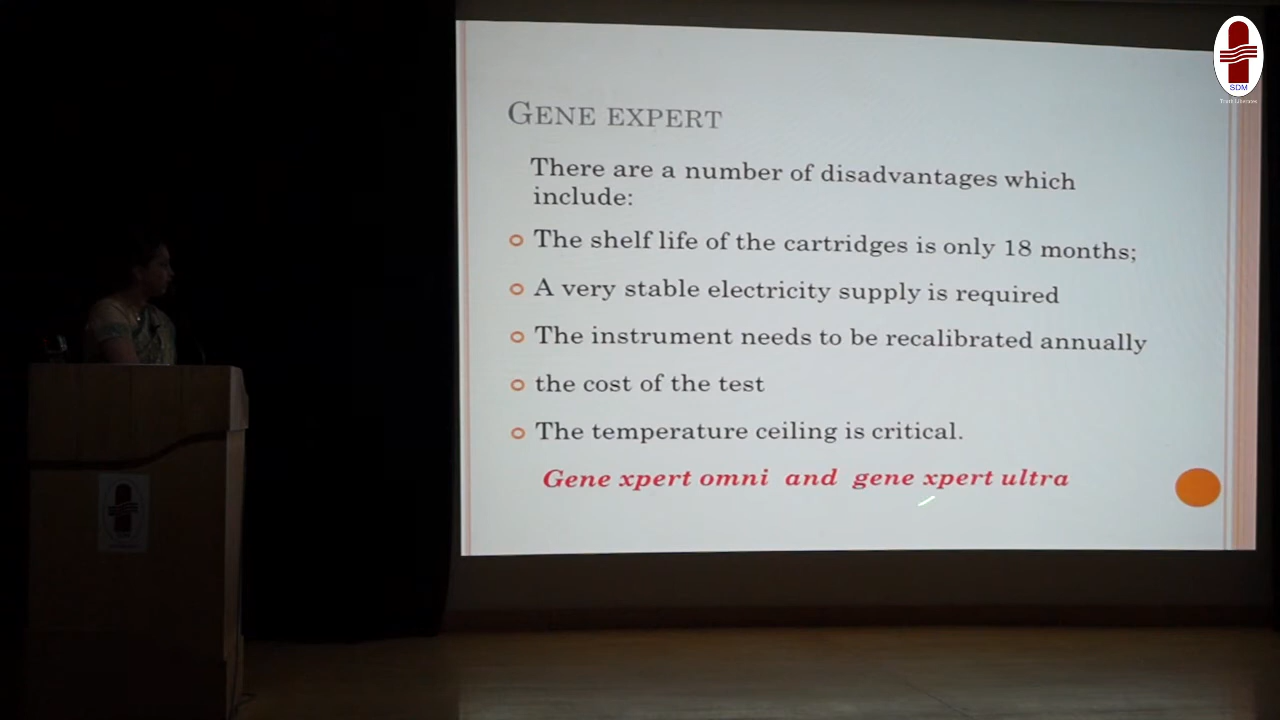 GENE EXPERT
There are a number of disadvantages which
include:
The shelf life of the cartridges is only 18 months;
A very stable electricity supply is required
The instrument needs to be recalibrated annually
the cost of the test
The temperature ceiling is critical.
Gene xpert omni and gene xpert ultra
SDM
Truth Liberates